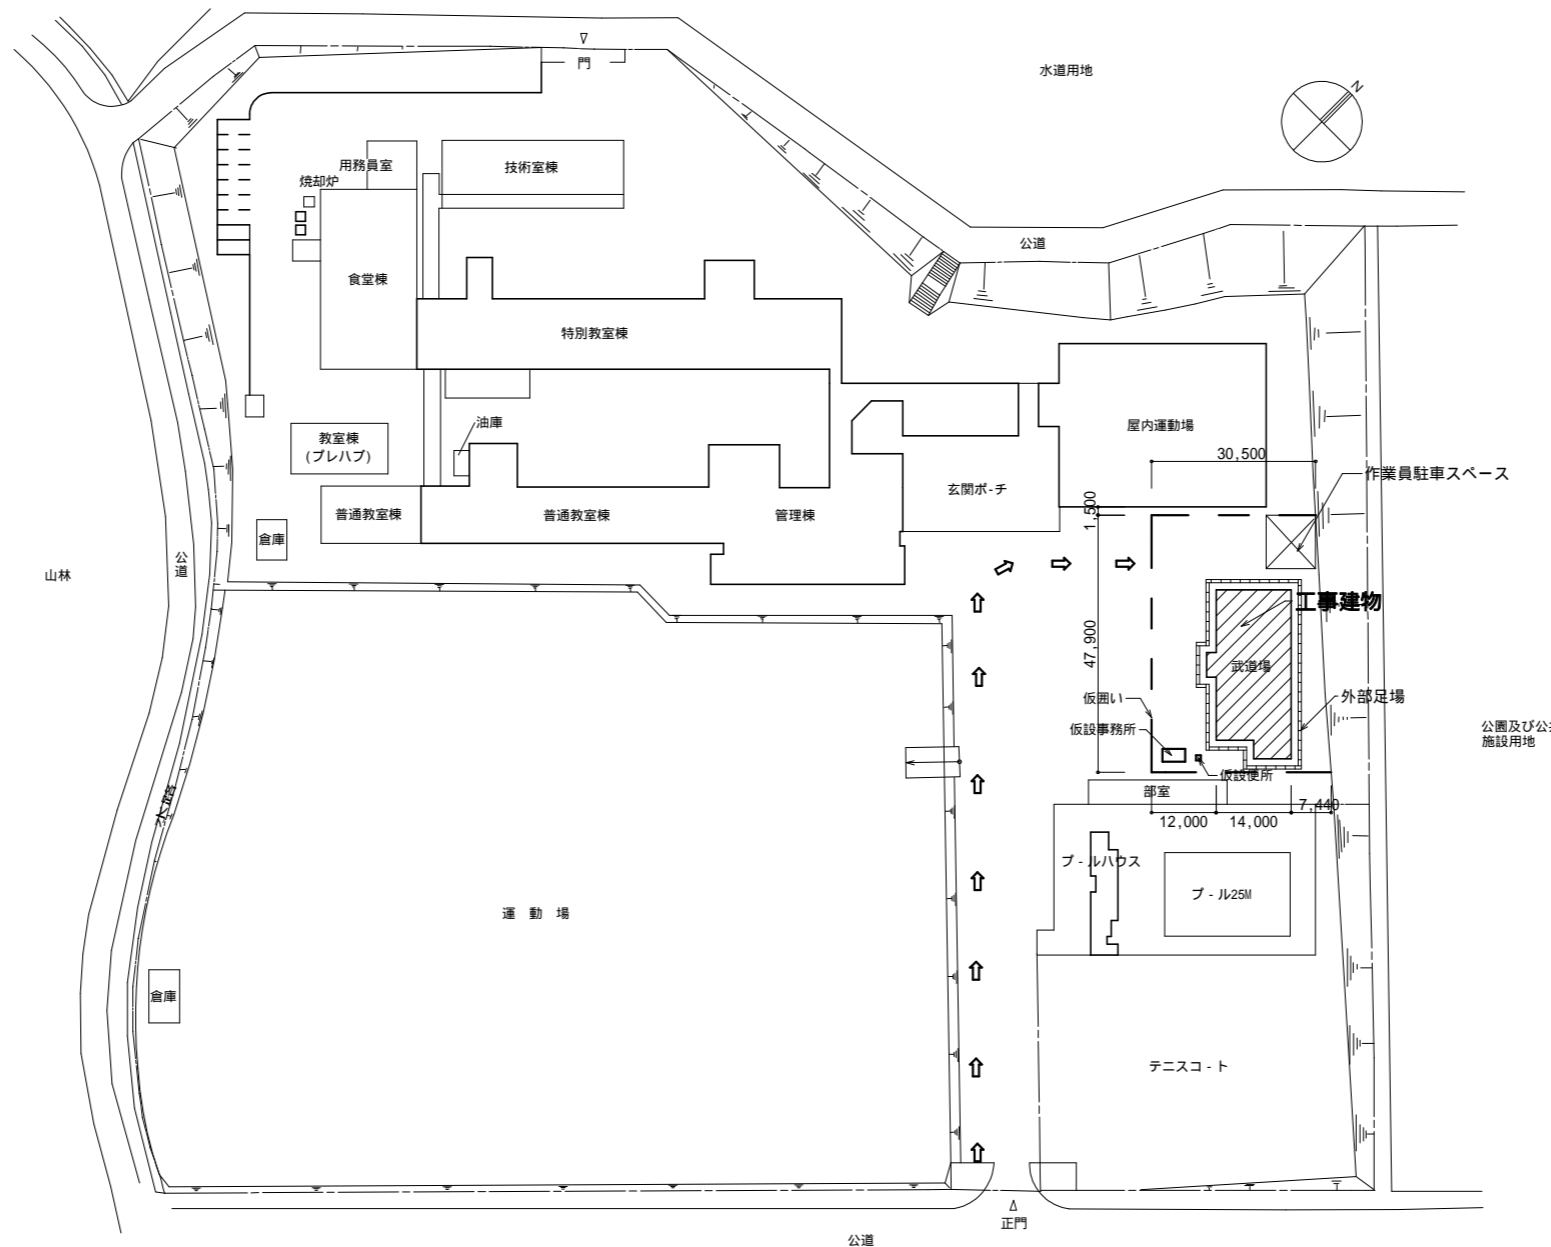 門
水道用地
N
用務員室
技術室棟
焼却炉
公道
食堂棟
特別教室棟
油庫
屋内運動場
教室棟
(プレハブ)
30,500
作業員駐車スペース
玄関ポ-チ
普通教室棟
普通教室棟
管理棟
1,500
倉庫
公道
山林
工事建物
47,900
武道場
仮囲い
外部足場
仮設事務所
公園及び公共
施設用地
仮設便所
部室
7,440
12,000
14,000
水路
プ-ルハウス
プ-ル25M
運 動 場
倉庫
テニスコ-ト
正門
公道